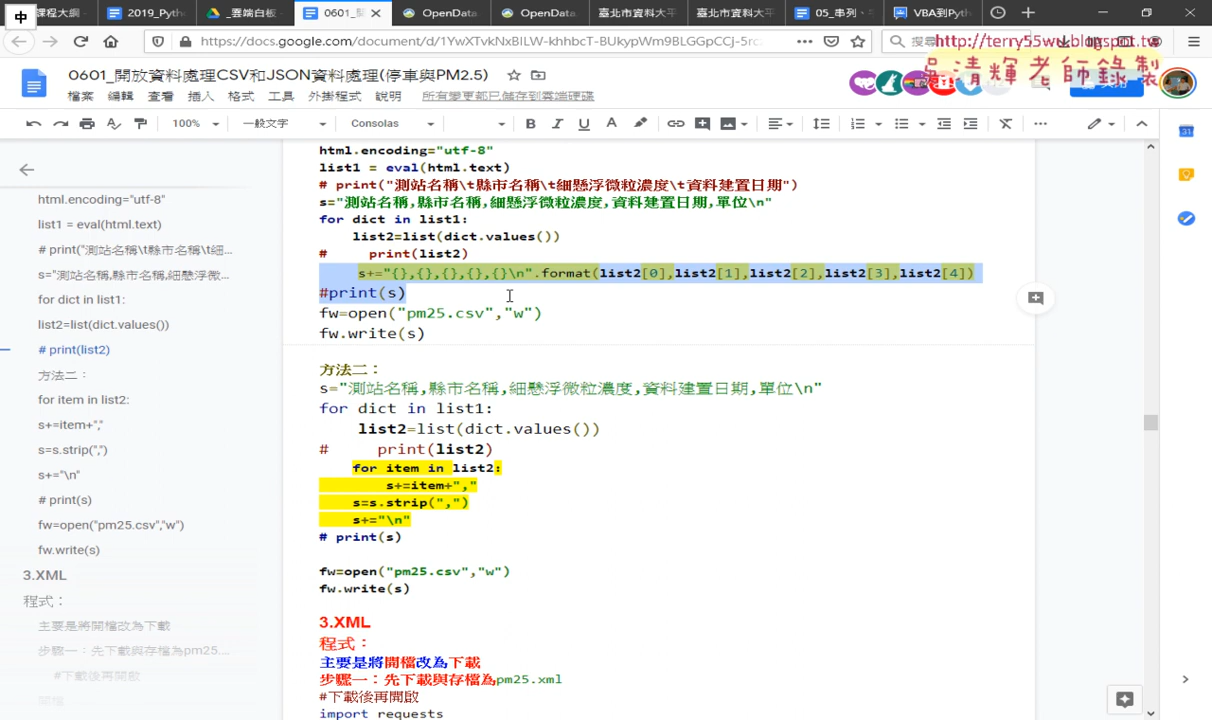 中
課程大綱
2019_Pyth
_雲端白板
0601_開
OpenData
OpenData
臺北市資料大平
臺北市資料大平
05_串列、
VBA到Pyth
https://docs.google.com/document/d/1YwXTvkNxBILW-khhbcT-BUkypWm9BLGGpCCj-5rc
http://terry55wu.blogspot.tw
吳清輝老師錄製
0601_開放資料處理CSV和JSON資料處理(停車與PM2.5)
檔案 編輯 查看 插入 格式 工具 外掛程式 說明 所有變更都已儲存到雲端硬碟
100% 一般文字 Consolas B I U A
html.encoding="utf-8"
list1 = eval(html.text)
# print("測站名稱\t縣市名稱\t細...
s="測站名稱,縣市名稱,細懸浮微...
for dict in list1:
list2=list(dict.values())
# print(list2)
方法二：
for item in list2:
s+=item+","
s=s.strip(",")
s+="\n"
# print(s)
fw=open("pm25.csv","w")
fw.write(s)
3.XML
程式：
主要是將開檔改為下載
步驟一：先下載與存檔為pm25....
#下載後再開啟
開檔
html.encoding="utf-8"
list1 = eval(html.text)
# print("測站名稱\t縣市名稱\t細懸浮微粒濃度\t資料建置日期")
s="測站名稱,縣市名稱,細懸浮微粒濃度,資料建置日期,單位\n"
for dict in list1:
list2=list(dict.values())
# print(list2)
s+="{},{},{},{},{}\n".format(list2[0],list2[1],list2[2],list2[3],list2[4])
#print(s)
fw=open("pm25.csv","w")
fw.write(s)
方法二：
s="測站名稱,縣市名稱,細懸浮微粒濃度,資料建置日期,單位\n"
for dict in list1:
list2=list(dict.values())
# print(list2)
for item in list2:
s+=item+","
s=s.strip(",")
s+="\n"
# print(s)
fw=open("pm25.csv","w")
fw.write(s)
3.XML
程式：
主要是將開檔改為下載
步驟一：先下載與存檔為pm25.xml
#下載後再開啟
import requests